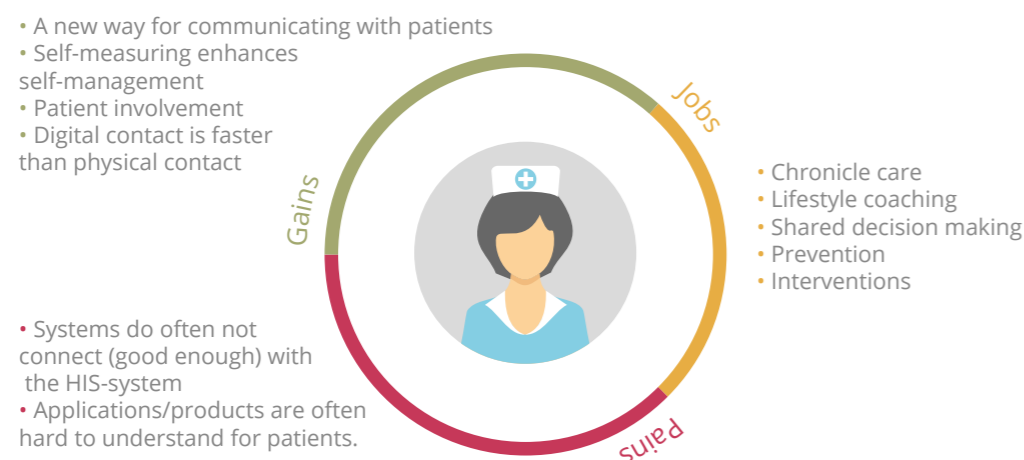 • A new way for communicating with patients
• Self-measuring enhances
self-management
• Patient involvement
• Digital contact is faster
than physical contact
Gains
Jobs
• Chronicle care
• Lifestyle coaching
• Shared decision making
• Prevention
• Interventions
• Systems do often not
connect (good enough) with
the HIS-system
• Applications/products are often
hard to understand for patients.
Pains